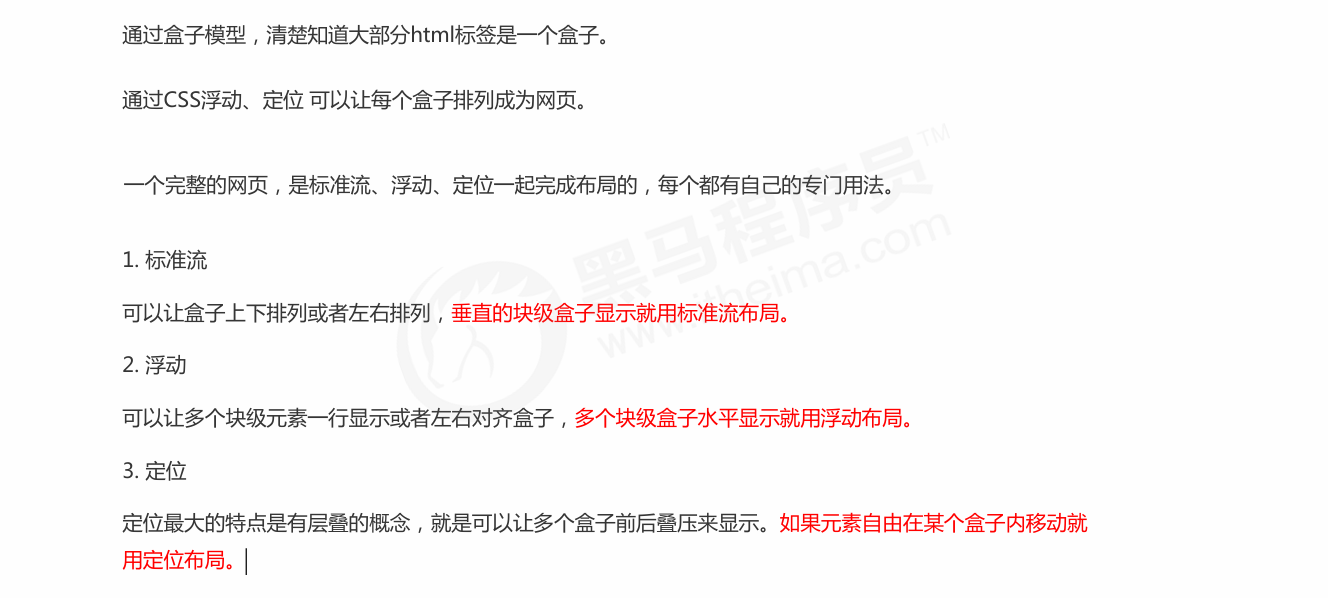 通过盒子模型，清楚知道大部分html标签是一个盒子。
通过CSS浮动、定位 可以让每个盒子排列成为网页。
一个完整的网页，是标准流、浮动、定位一起完成布局的，每个都有自己的专门用法。
1. 标准流
可以让盒子上下排列或者左右排列，垂直的块级盒子显示就用标准流布局。
2. 浮动
可以让多个块级元素一行显示或者左右对齐盒子，多个块级盒子水平显示就用浮动布局。
3. 定位
定位最大的特点是有层叠的概念，就是可以让多个盒子前后叠压来显示。如果元素自由在某个盒子内移动就
用定位布局。
黑马程序员™
www.itheima.com